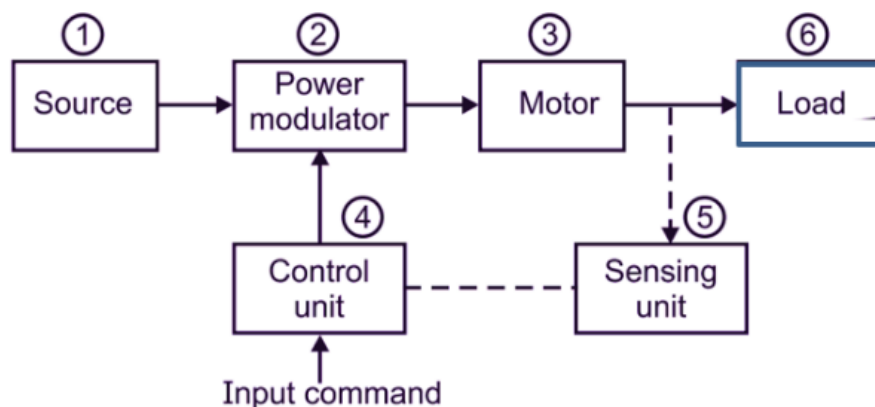 ① ② ③ ⑥
Source
Power
modulator
Motor
Load
④ ⑤
Control
unit
Sensing
unit
Input command